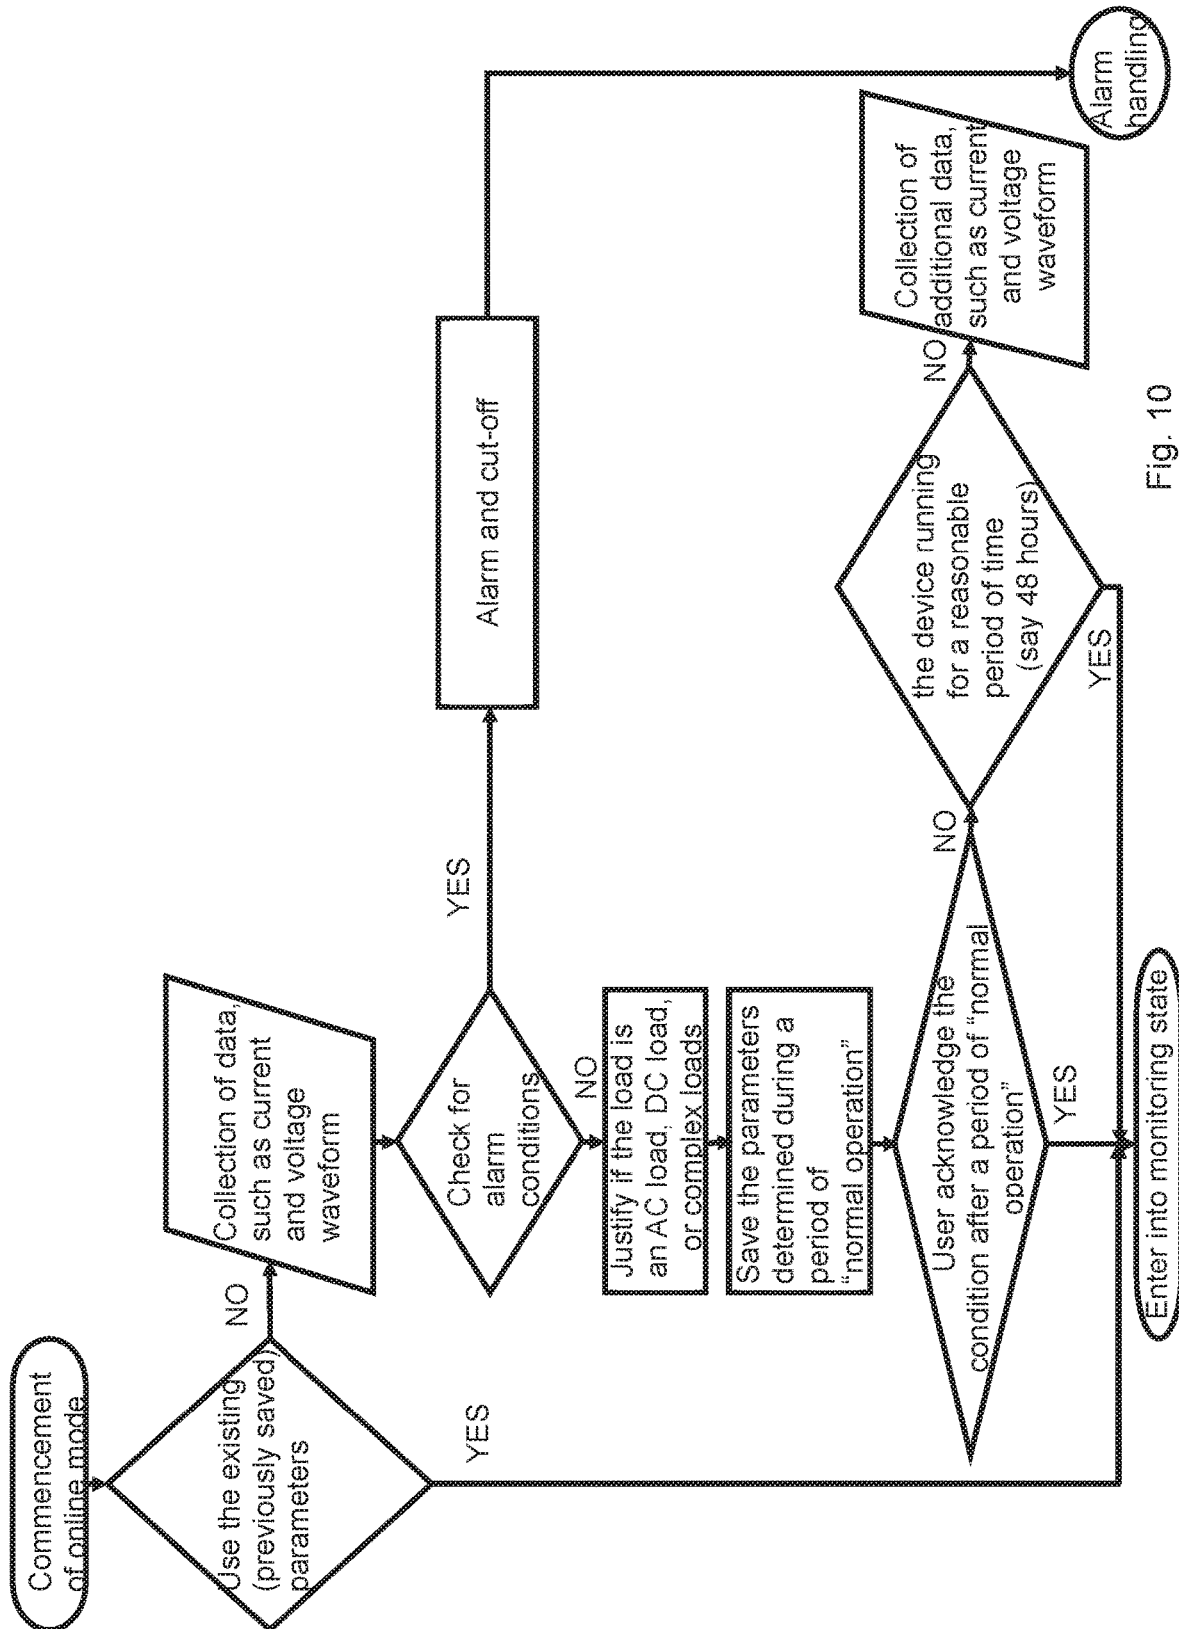 Commencement
of online mode
Use the existing
(previously saved)
parameters
NO
YES
Collection of data,
such as current
and voltage
waveform
Check for
alarm
conditions
YES
NO
Alarm and cut-off
Justify if the load is
an AC load, DC load,
or complex loads
Save the parameters
determined during a
period of
“normal operation”
User acknowledge the
condition after a period of “normal
operation”
NO
YES
the device running
for a reasonable
period of time
(say 48 hours)
NO
YES
Collection of
additional data,
such as current
and voltage
waveform
Alarm
handling
Enter into monitoring state
Fig. 10